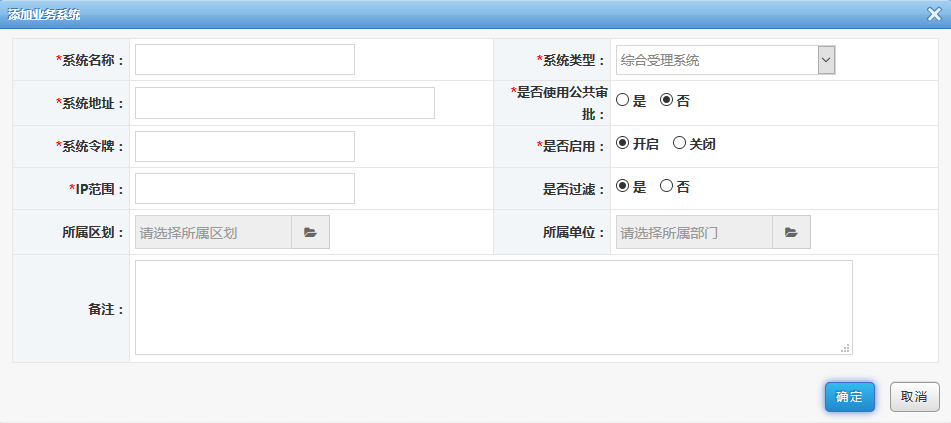 添加业务系统
*系统名称：
*系统类型： 综合受理系统
*系统地址：
*是否使用公共审
批： 是 否
*系统令牌：
*是否启用： 开启 关闭
*IP范围：
是否过滤： 是 否
所属区划： 请选择所属区划
所属单位： 请选择所属部门
备注：
确定 取消